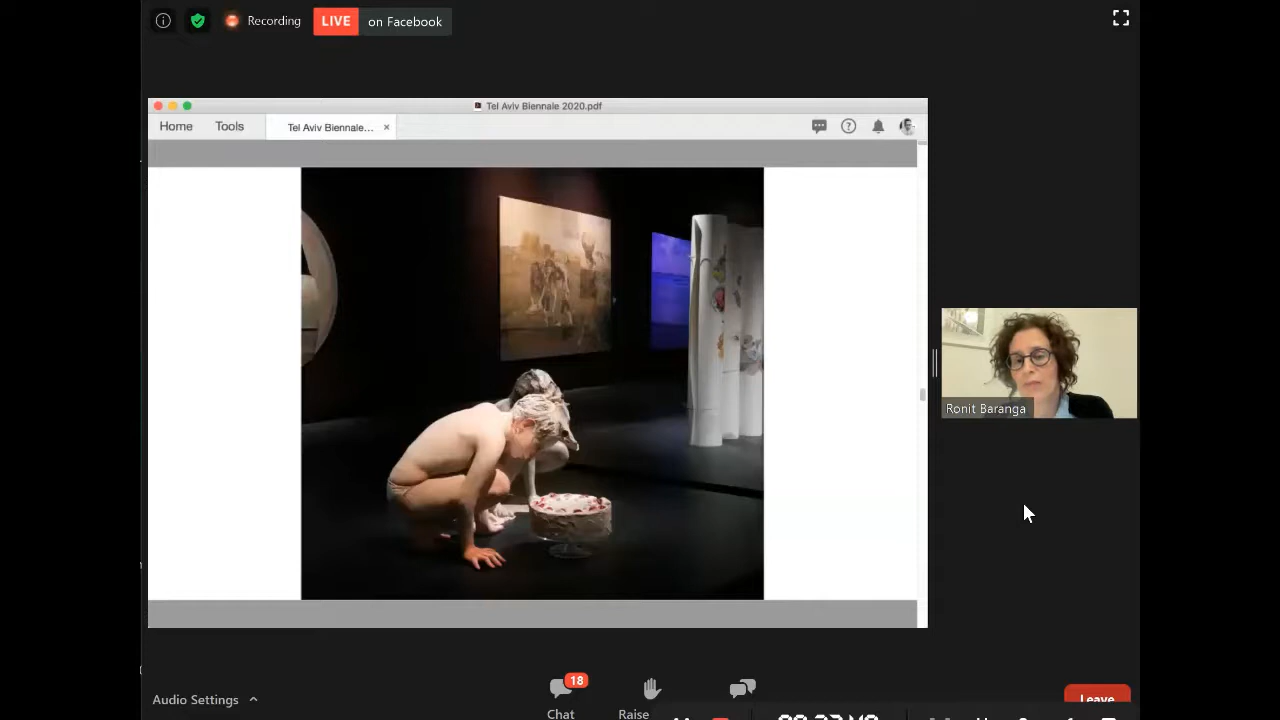 Recording
LIVE
on Facebook
Tel Aviv Biennale 2020.pdf
Home
Tools
Tel Aviv Biennale...
Ronit Baranga
Audio Settings
18
Chat
Raise
Leave